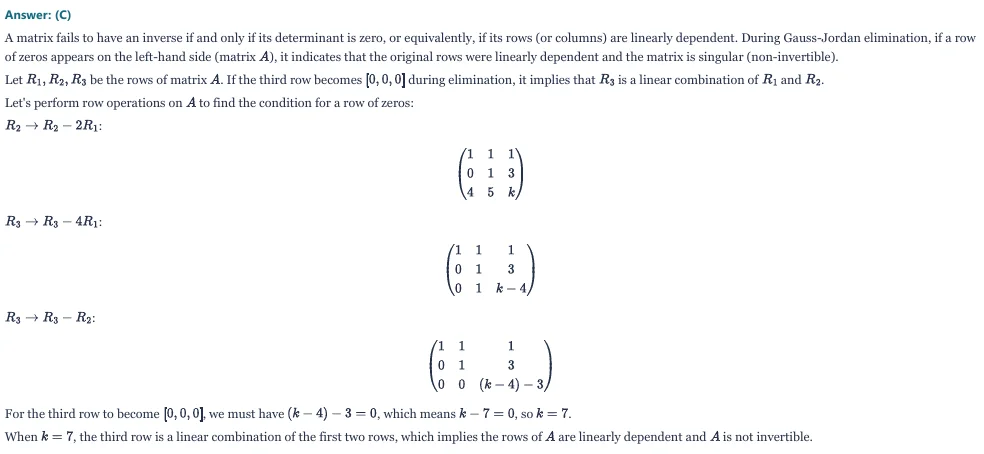 Answer: (C)
A matrix fails to have an inverse if and only if its determinant is zero, or equivalently, if its rows (or columns) are linearly dependent. During Gauss-Jordan elimination, if a row
of zeros appears on the left-hand side (matrix A), it indicates that the original rows were linearly dependent and the matrix is singular (non-invertible).
Let R₁, R₂, R₃ be the rows of matrix A. If the third row becomes [0, 0, 0] during elimination, it implies that R₃ is a linear combination of R₁ and R₂.
Let's perform row operations on A to find the condition for a row of zeros:
R₂ → R₂ − 2R₁:
1 1 1
0 1 3
4 5 k
R₃ → R₃ − 4R₁:
1 1 1
0 1 3
0 1 k − 4
R₃ → R₃ − R₂:
1 1 1
0 1 3
0 0 (k − 4) − 3
For the third row to become [0, 0, 0], we must have (k − 4) − 3 = 0, which means k − 7 = 0, so k = 7.
When k = 7, the third row is a linear combination of the first two rows, which implies the rows of A are linearly dependent and A is not invertible.